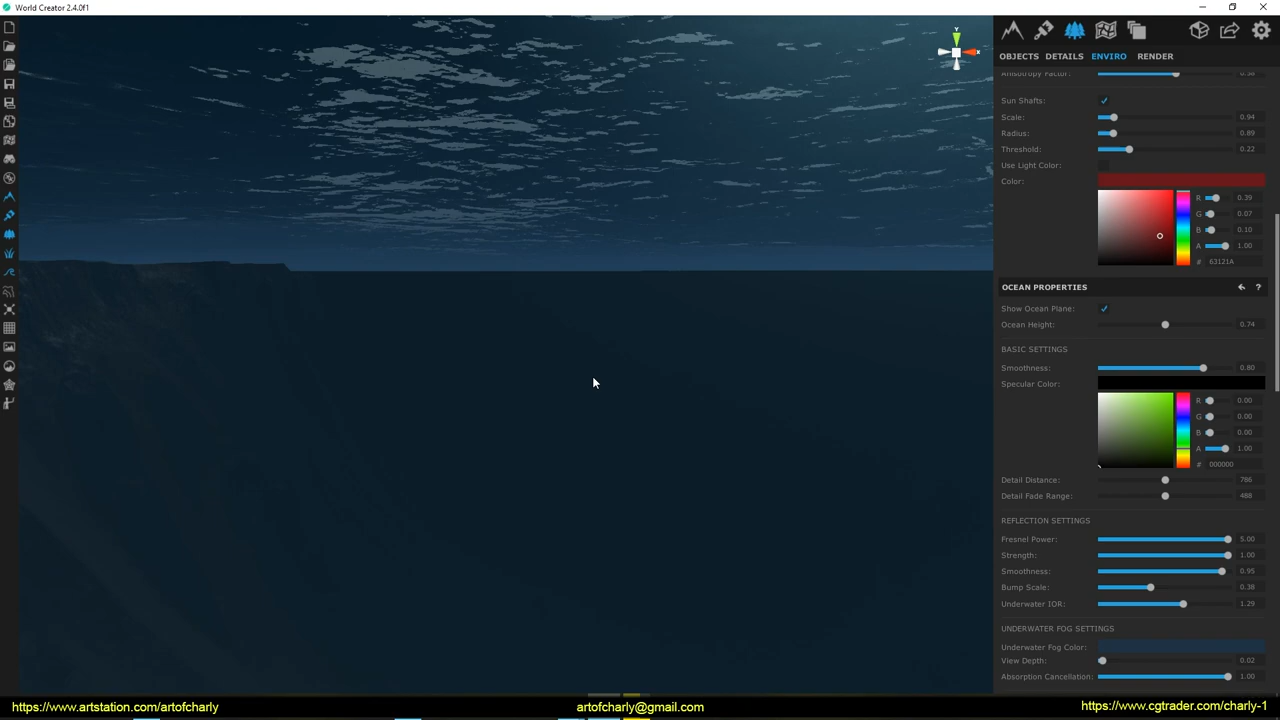 World Creator 2.4.0f1
Y
X
OBJECTS DETAILS ENVIRO RENDER
Anisotropy Factor: 0.58
Sun Shafts:
Scale: 0.94
Radius: 0.89
Threshold: 0.22
Use Light Color:
Color:
R 0.39
G 0.07
B 0.10
A 1.00
# 63121A
OCEAN PROPERTIES ?
Show Ocean Plane:
Ocean Height: 0.74
BASIC SETTINGS
Smoothness: 0.80
Specular Color:
R 0.00
G 0.00
B 0.00
A 1.00
# 000000
Detail Distance: 786
Detail Fade Range: 488
REFLECTION SETTINGS
Fresnel Power: 5.00
Strength: 1.00
Smoothness: 0.95
Bump Scale: 0.38
Underwater IOR: 1.29
UNDERWATER FOG SETTINGS
Underwater Fog Color:
View Depth: 0.02
Absorption Cancellation: 1.00
https://www.artstation.com/artofcharly artofcharly@gmail.com https://www.cgtrader.com/charly-1